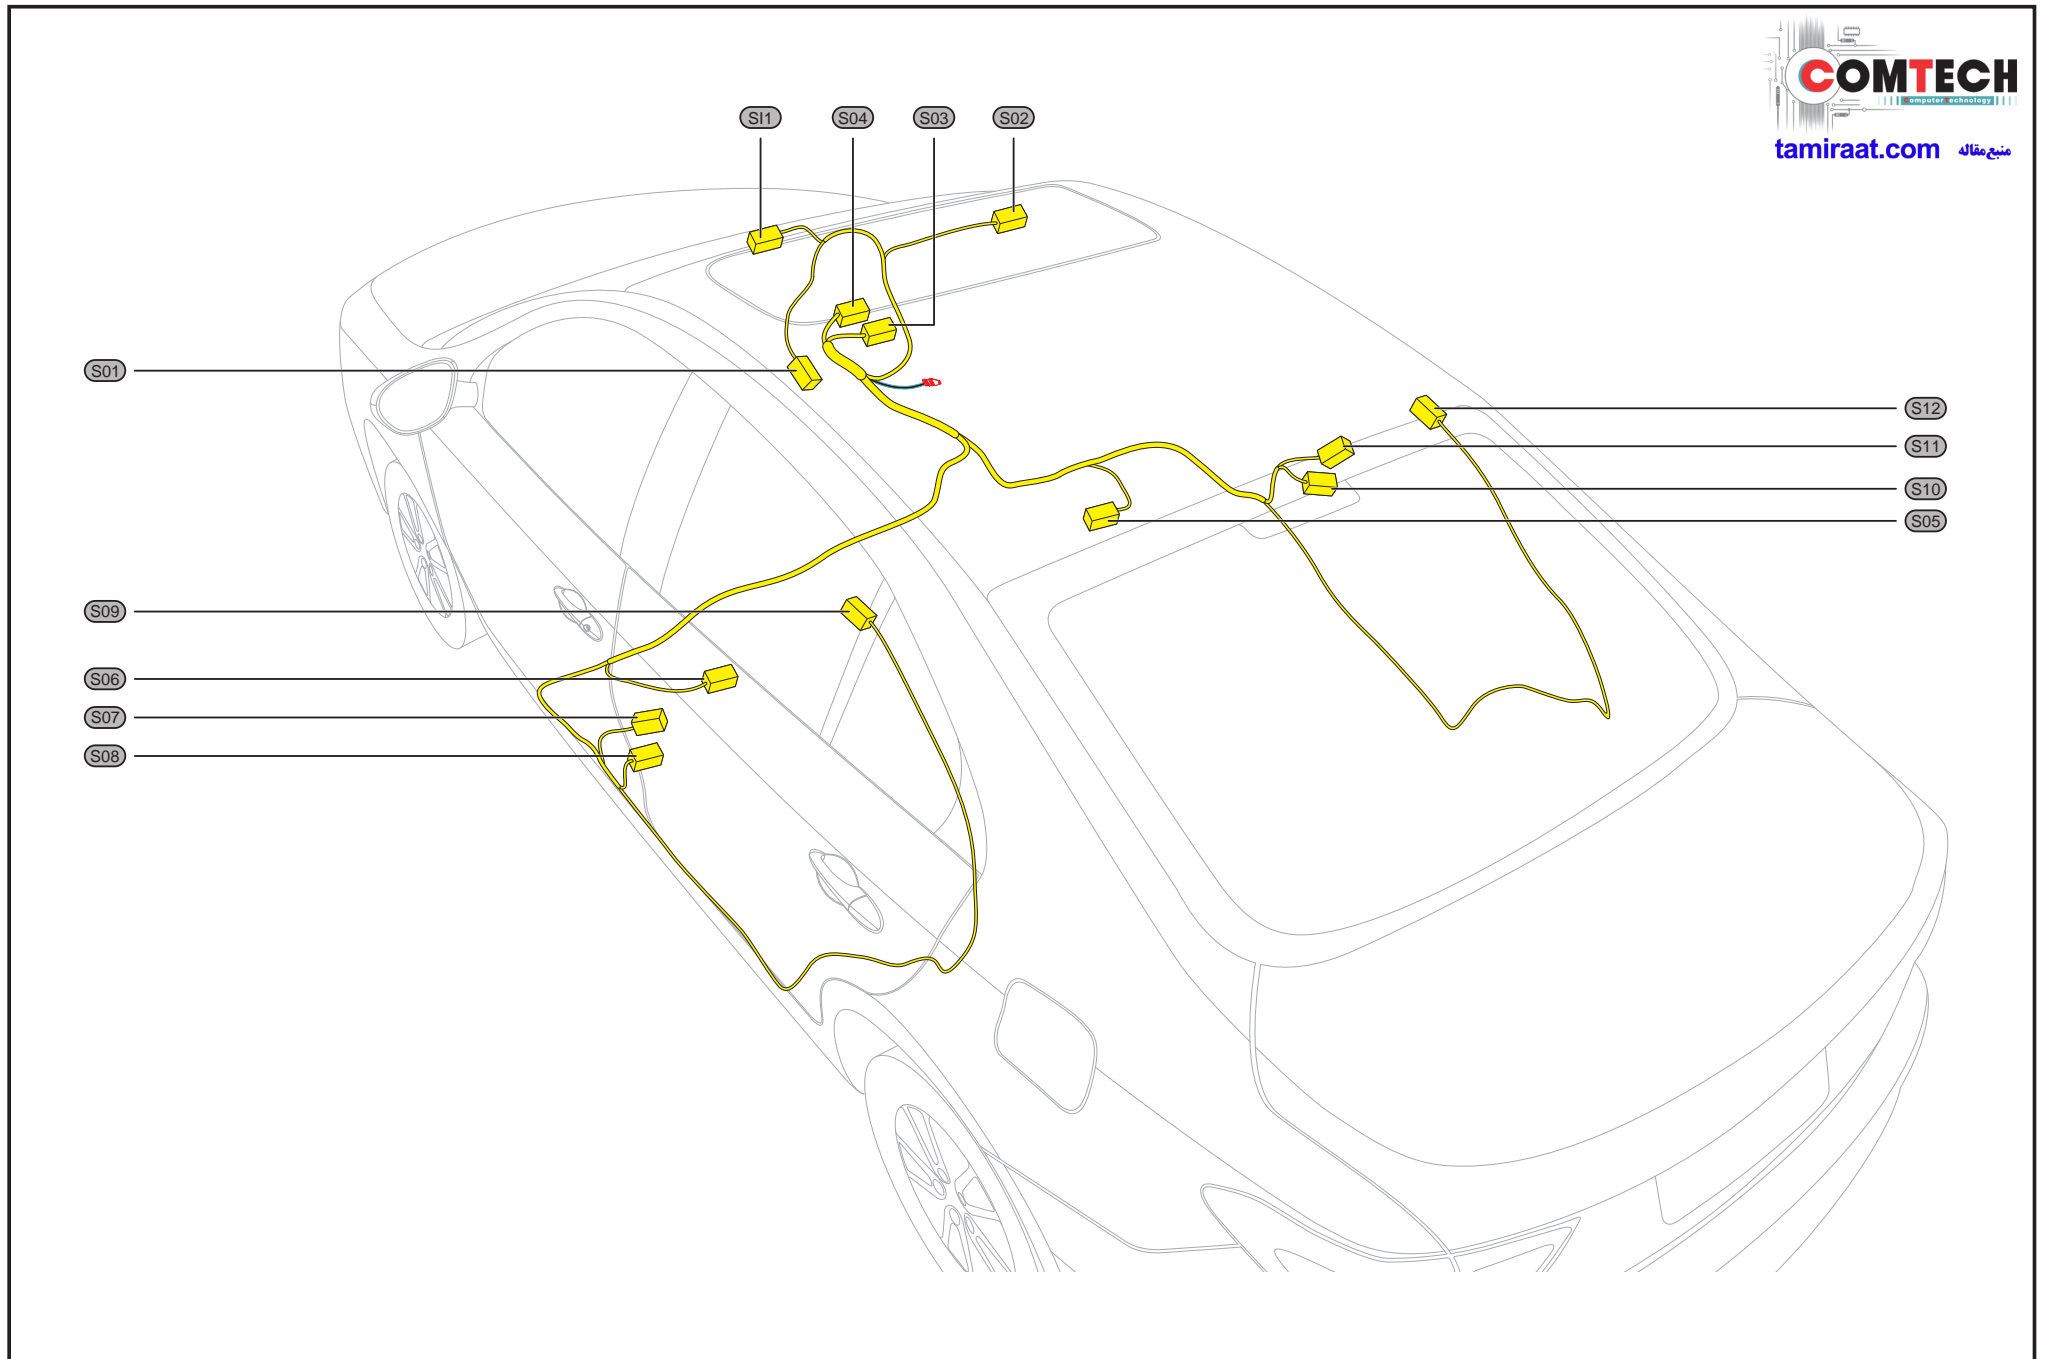 COMTECH
Computer Technology
tamiraat.com منبع مقاله
SI1 S04 S03 S02
S01
S12
S11
S10
S05
S09
S06
S07
S08